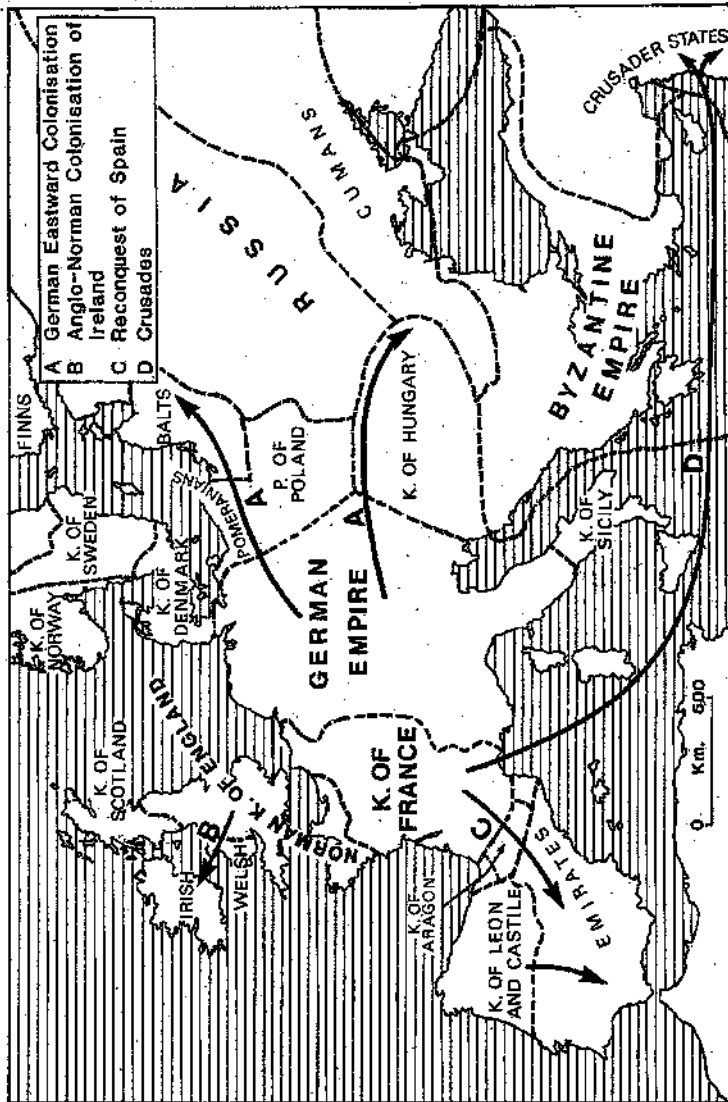 A German Eastward Colonisation
B Anglo-Norman Colonisation of
Ireland
C Reconquest of Spain
D Crusades
FINNS
K. OF
NORWAY
K. OF
SWEDEN
K. OF
SCOTLAND
K. OF
DENMARK
BALTS
POMERANIANS
RUSSIA
CUMANS
IRISH
B
WELSH
NORMAN K. OF ENGLAND
A
P. OF
POLAND
GERMAN
EMPIRE
A
K. OF HUNGARY
K. OF
FRANCE
C
K. OF
ARAGON
K. OF LEON
AND CASTILE
EMIRATES
K. OF
SICILY
BYZANTINE
EMPIRE
CRUSADER STATES
D
0 Km. 500